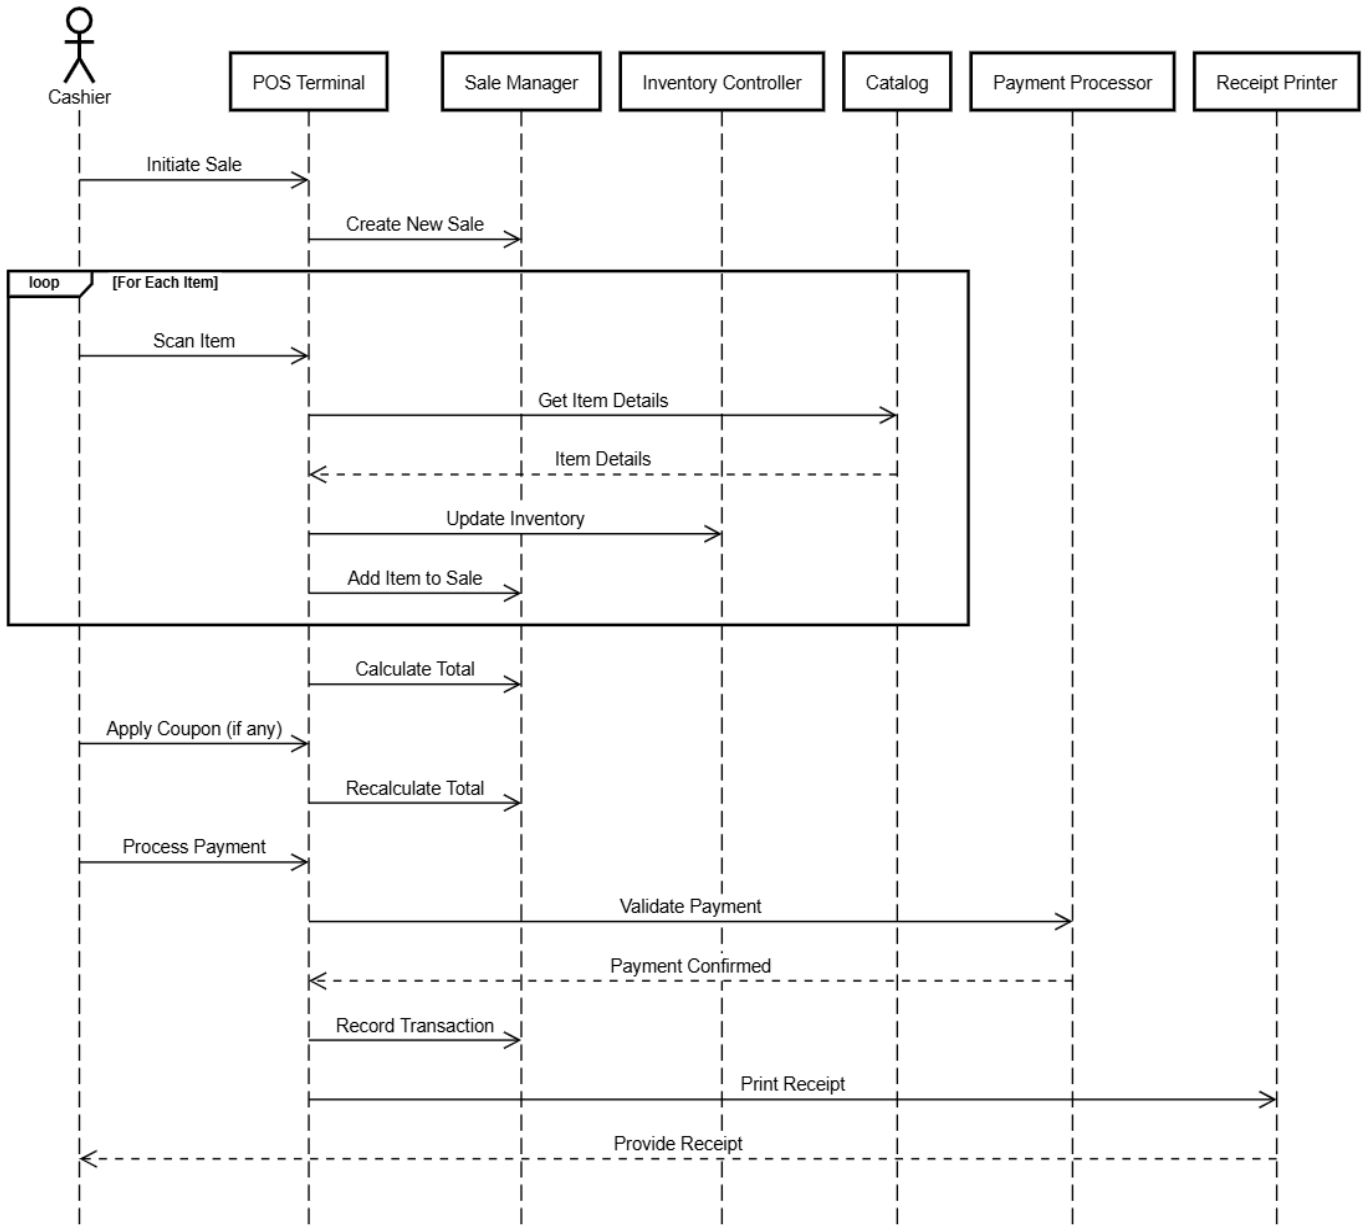 Cashier
POS Terminal
Sale Manager
Inventory Controller
Catalog
Payment Processor
Receipt Printer
Initiate Sale
Create New Sale
loop
[For Each Item]
Scan Item
Get Item Details
Item Details
Update Inventory
Add Item to Sale
Calculate Total
Apply Coupon (if any)
Recalculate Total
Process Payment
Validate Payment
Payment Confirmed
Record Transaction
Print Receipt
Provide Receipt